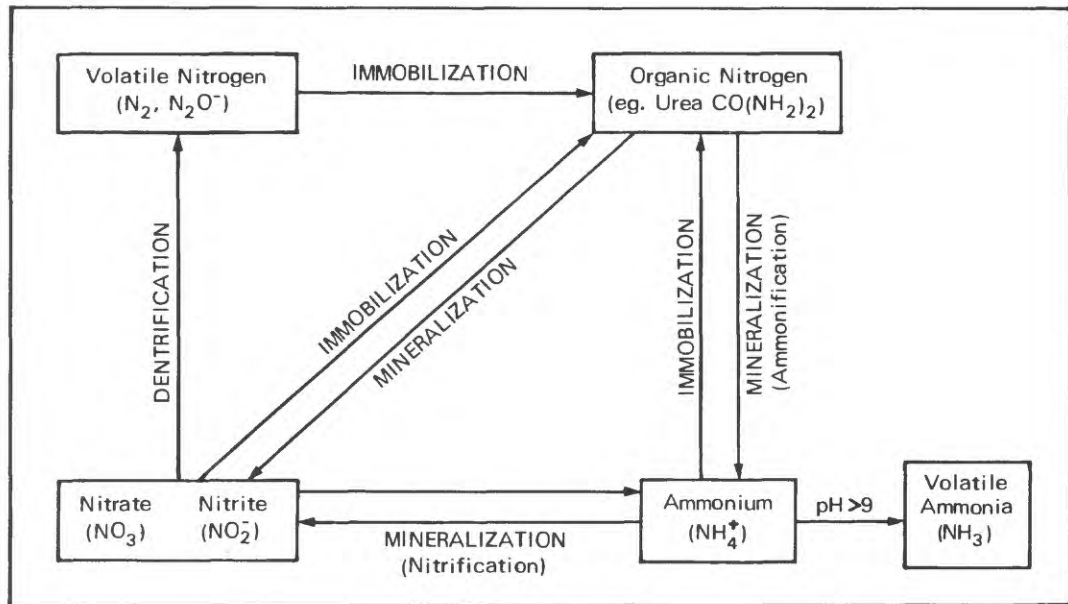 Volatile Nitrogen
(N₂, N₂O⁻)
IMMOBILIZATION
Organic Nitrogen
(eg. Urea CO(NH₂)₂)
DENTRIFICATION
IMMOBILIZATION
MINERALIZATION
IMMOBILIZATION
MINERALIZATION
(Ammonification)
Nitrate Nitrite
(NO₃) (NO₂⁻)
MINERALIZATION
(Nitrification)
Ammonium
(NH₄⁺)
pH >9
Volatile
Ammonia
(NH₃)